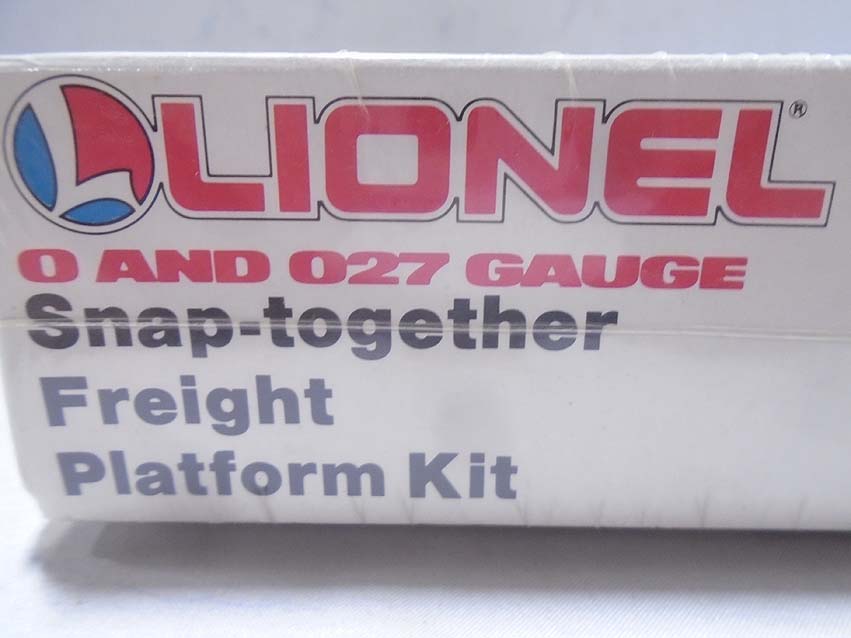 LIONEL®
O AND O27 GAUGE
Snap-together
Freight
Platform Kit